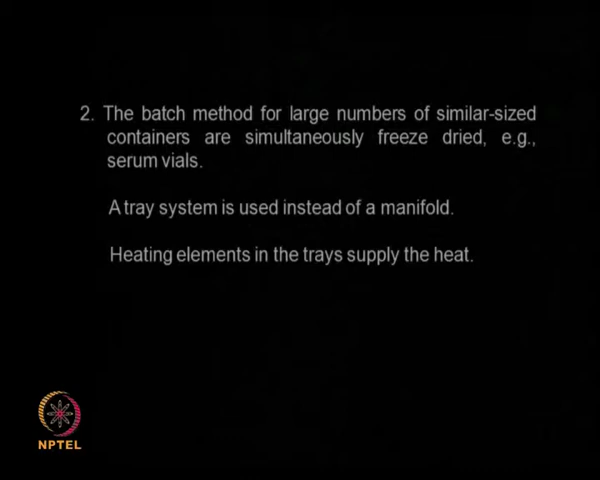 2. The batch method for large numbers of similar-sized
containers are simultaneously freeze dried, e.g.,
serum vials.
A tray system is used instead of a manifold.
Heating elements in the trays supply the heat.
NPTEL